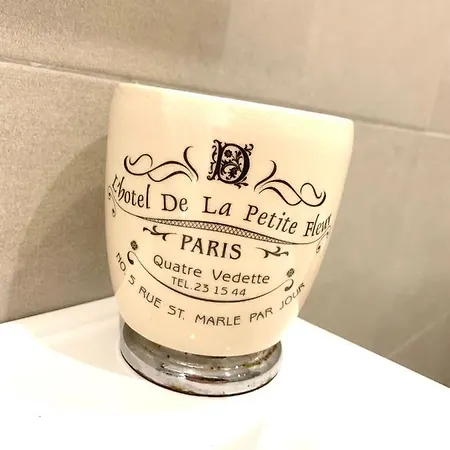 D
L'hotel De La Petite Fleur
PARIS
Quatre Vedette
TEL.23 15 44
NO. 5 RUE ST. MARLE PAR JOUR